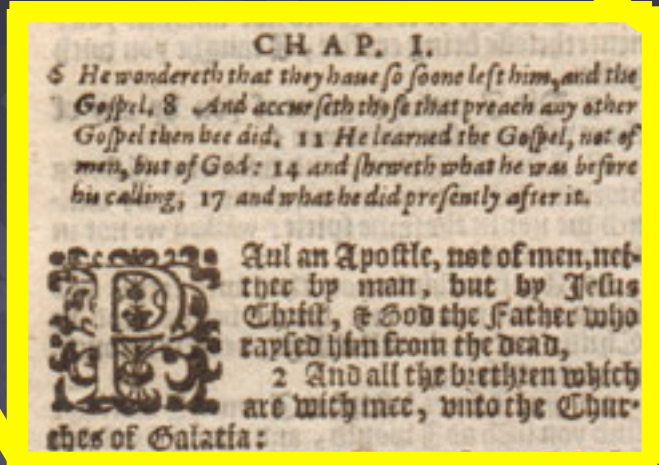 CHAP. I.
6 He wondereth that they haue ſo ſoone left him, and the
Goſpel, 8 And accurſeth thoſe that preach any other
Goſpel then hee did. 11 He learned the Goſpel, not of
men, but of God: 14 and ſheweth what he was before
his calling, 17 and what he did preſently after it.
PAul an Apoſtle, not of men, nei-
ther by man, but by Jeſus
Chriſt, & God the Father who
rayſed him from the dead,
2 And all the brethren which
are with mee, vnto the Chur-
ches of Galatia: